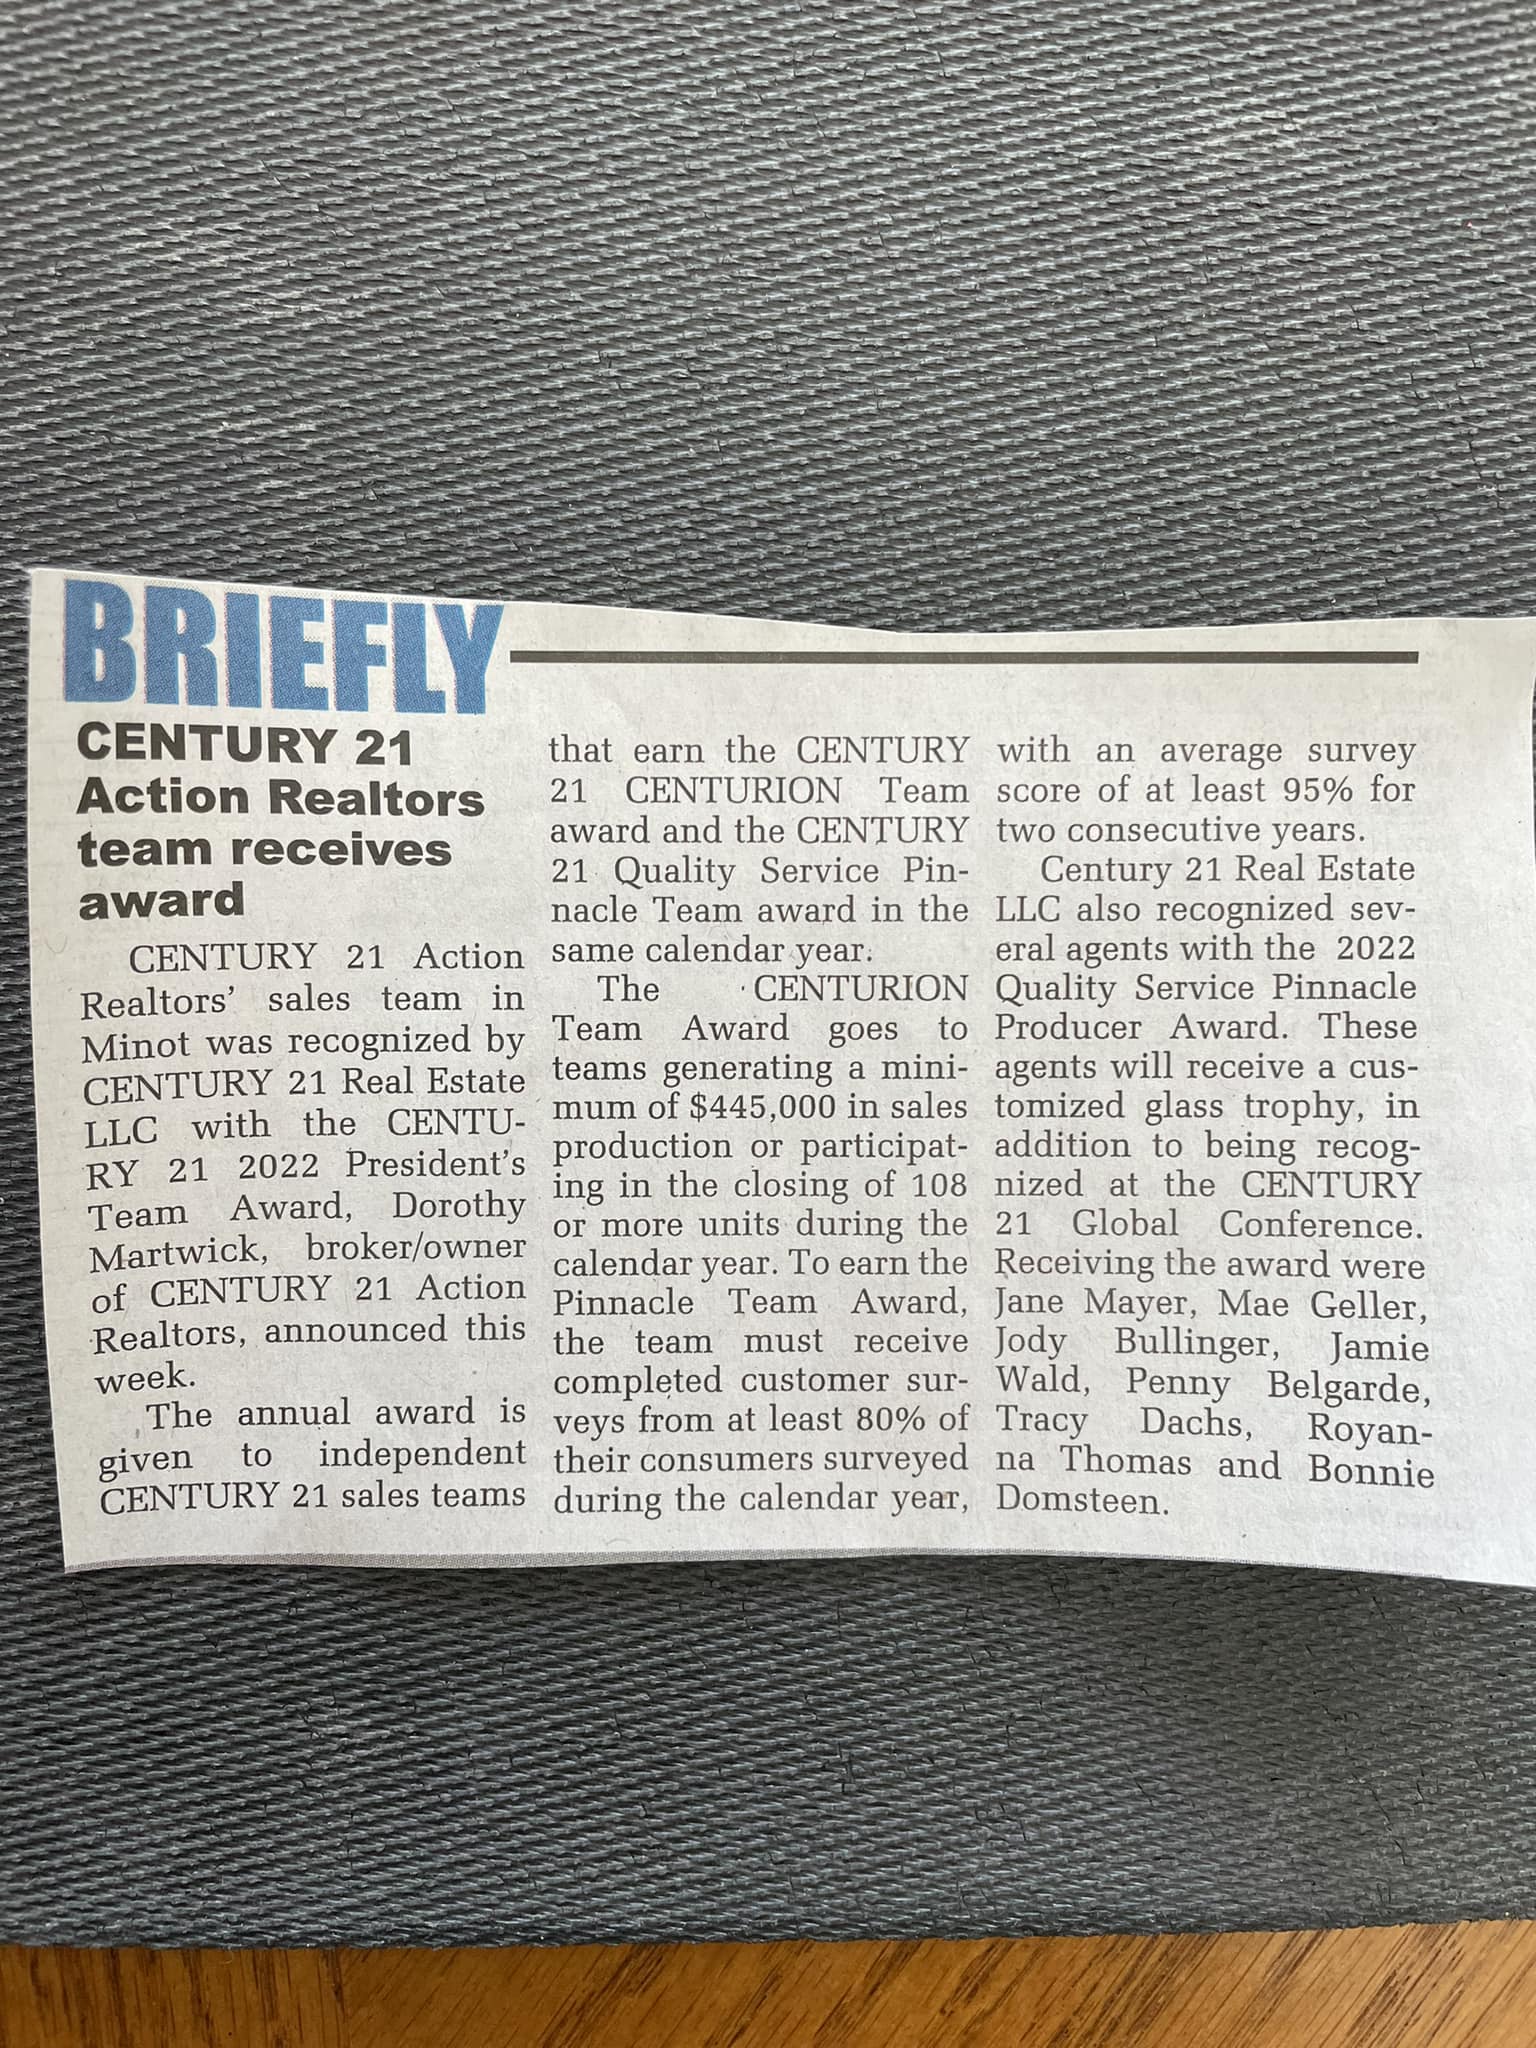 BRIEFLY
CENTURY 21
Action Realtors
team receives
award
CENTURY 21 Action
Realtors' sales team in
Minot was recognized by
CENTURY 21 Real Estate
LLC with the CENTU-
RY 21 2022 President's
Team Award, Dorothy
Martwick, broker/owner
of CENTURY 21 Action
Realtors, announced this
week.
The annual award is
given to independent
CENTURY 21 sales teams
that earn the CENTURY
21 CENTURION Team
award and the CENTURY
21 Quality Service Pin-
nacle Team award in the
same calendar year.
The CENTURION
Team Award goes to
teams generating a mini-
mum of $445,000 in sales
production or participat-
ing in the closing of 108
or more units during the
calendar year. To earn the
Pinnacle Team Award,
the team must receive
completed customer sur-
veys from at least 80% of
their consumers surveyed
during the calendar year,
with an average survey
score of at least 95% for
two consecutive years.
Century 21 Real Estate
LLC also recognized sev-
eral agents with the 2022
Quality Service Pinnacle
Producer Award. These
agents will receive a cus-
tomized glass trophy, in
addition to being recog-
nized at the CENTURY
21 Global Conference.
Receiving the award were
Jane Mayer, Mae Geller,
Jody Bullinger, Jamie
Wald, Penny Belgarde,
Tracy Dachs, Royan-
na Thomas and Bonnie
Domsteen.